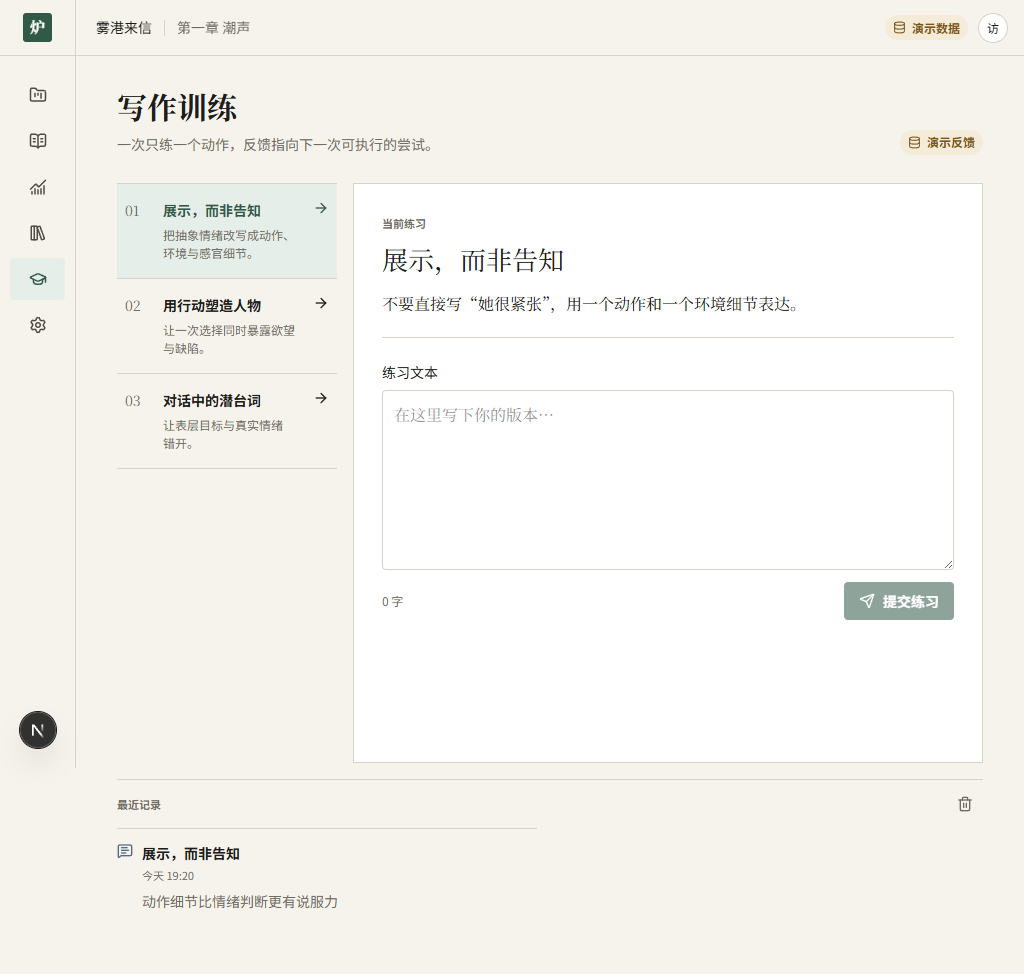 炉
雾港来信
第一章 潮声
演示数据
访
写作训练
一次只练一个动作，反馈指向下一次可执行的尝试。
演示反馈
01
展示，而非告知
把抽象情绪改写成动作、
环境与感官细节。
02
用行动塑造人物
让一次选择同时暴露欲望
与缺陷。
03
对话中的潜台词
让表层目标与真实情绪
错开。
当前练习
展示，而非告知
不要直接写“她很紧张”，用一个动作和一个环境细节表达。
练习文本
在这里写下你的版本…
0 字
提交练习
N
最近记录
展示，而非告知
今天 19:20
动作细节比情绪判断更有说服力